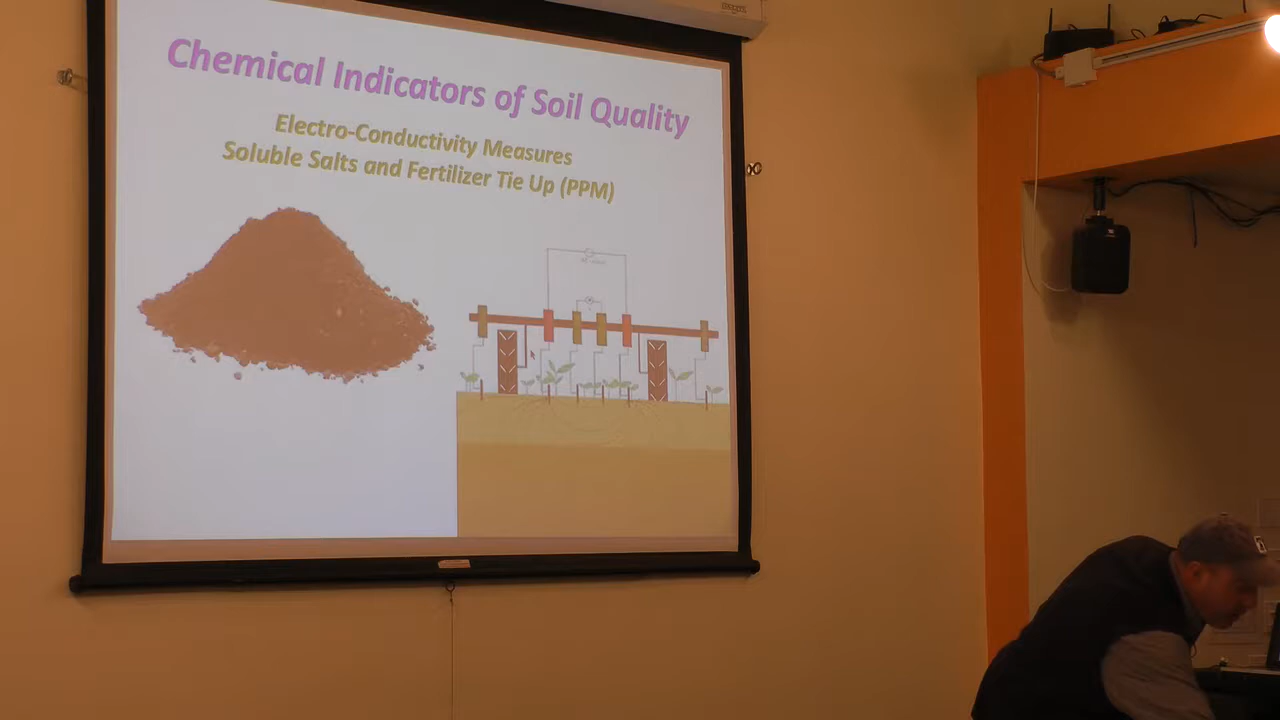 Chemical Indicators of Soil Quality
Electro-Conductivity Measures
Soluble Salts and Fertilizer Tie Up (PPM)